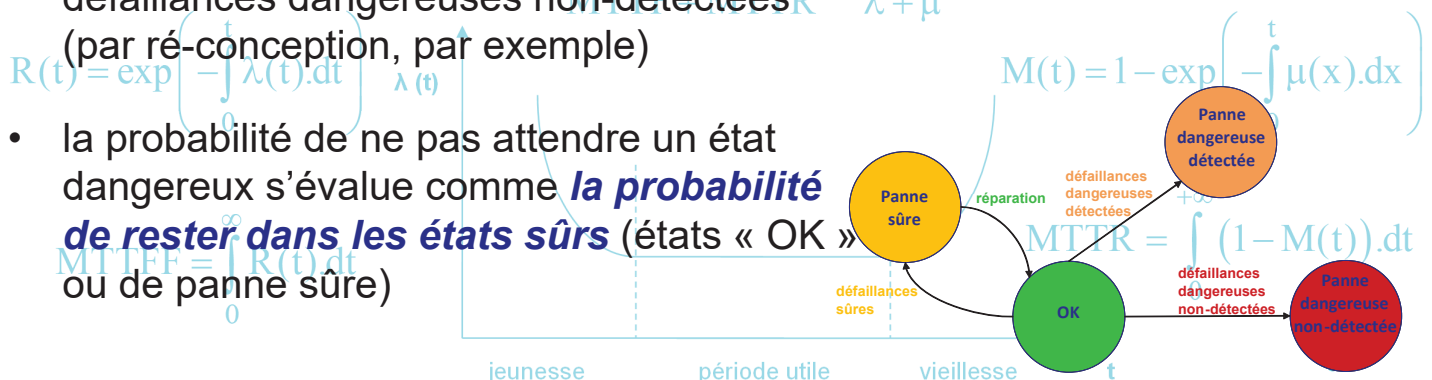 défaillances dangereuses non-détectées
(par ré-conception, par exemple)
R(t) = exp(−∫₀ᵗ λ(t).dt)
λ (t)
M(t) = 1 − exp(−∫ᵗ μ(x).dx)
• la probabilité de ne pas attendre un état
dangereux s’évalue comme la probabilité
de rester dans les états sûrs (états « OK »
ou de panne sûre)
MTTFF = ∫₀^∞ R(t).dt
MTTR = ∫₀^{+∞} (1 − M(t)).dt
λ + μ
Panne
dangereuse
détectée
défaillances
dangereuses
détectées
Panne
sûre
réparation
défaillances
sûres
OK
défaillances
dangereuses
non-détectées
Panne
dangereuse
non-détectée
jeunesse
période utile
vieillesse
t